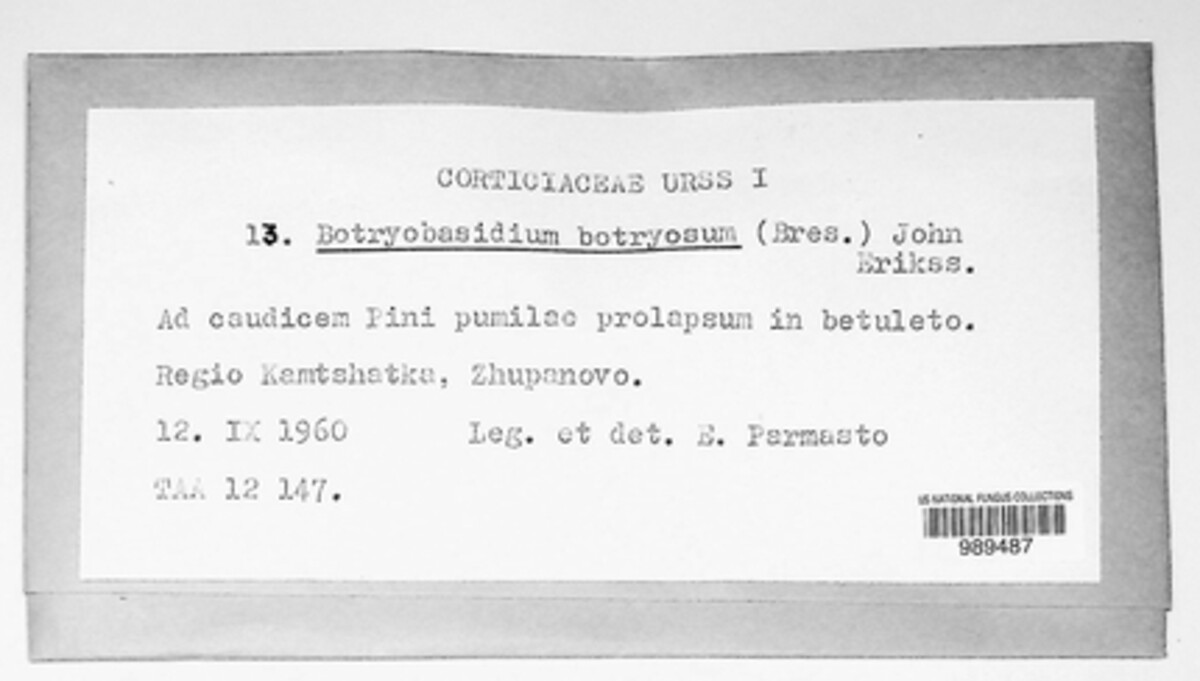 CORTICIACEAE URSS I
13. Botryobasidium botryosum (Bres.) John
Erikss.
Ad caudicem Pini pumilae prolapsum in betuleto.
Regio Kamtshatka, Zhupanovo.
12. IX 1960 Leg. et det. E. Parmasto
TAA 12 147.
US NATIONAL FUNGUS COLLECTIONS
989487